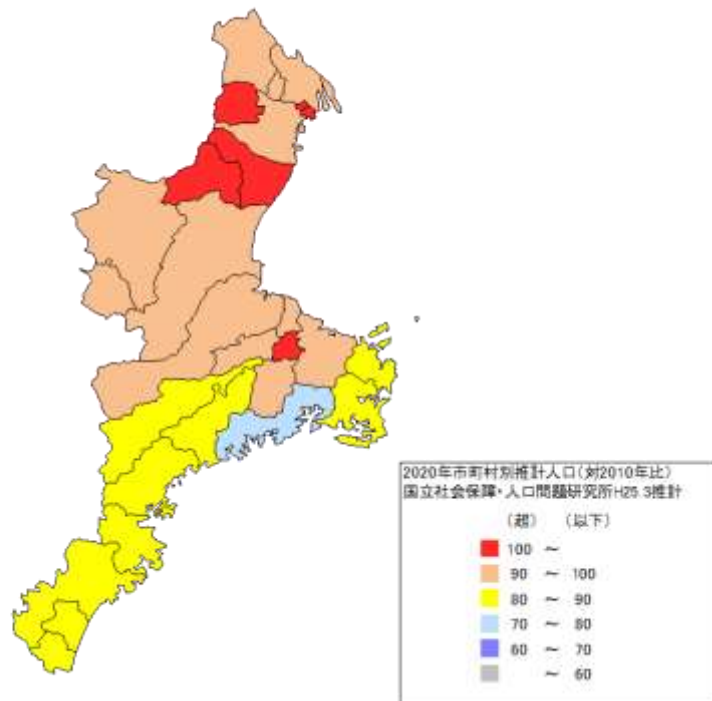 2020年市町村別推計人口(対2010年比)
国立社会保障・人口問題研究所H25.3推計
(超) (以下)
100 ~
90 ~ 100
80 ~ 90
70 ~ 80
60 ~ 70
~ 60